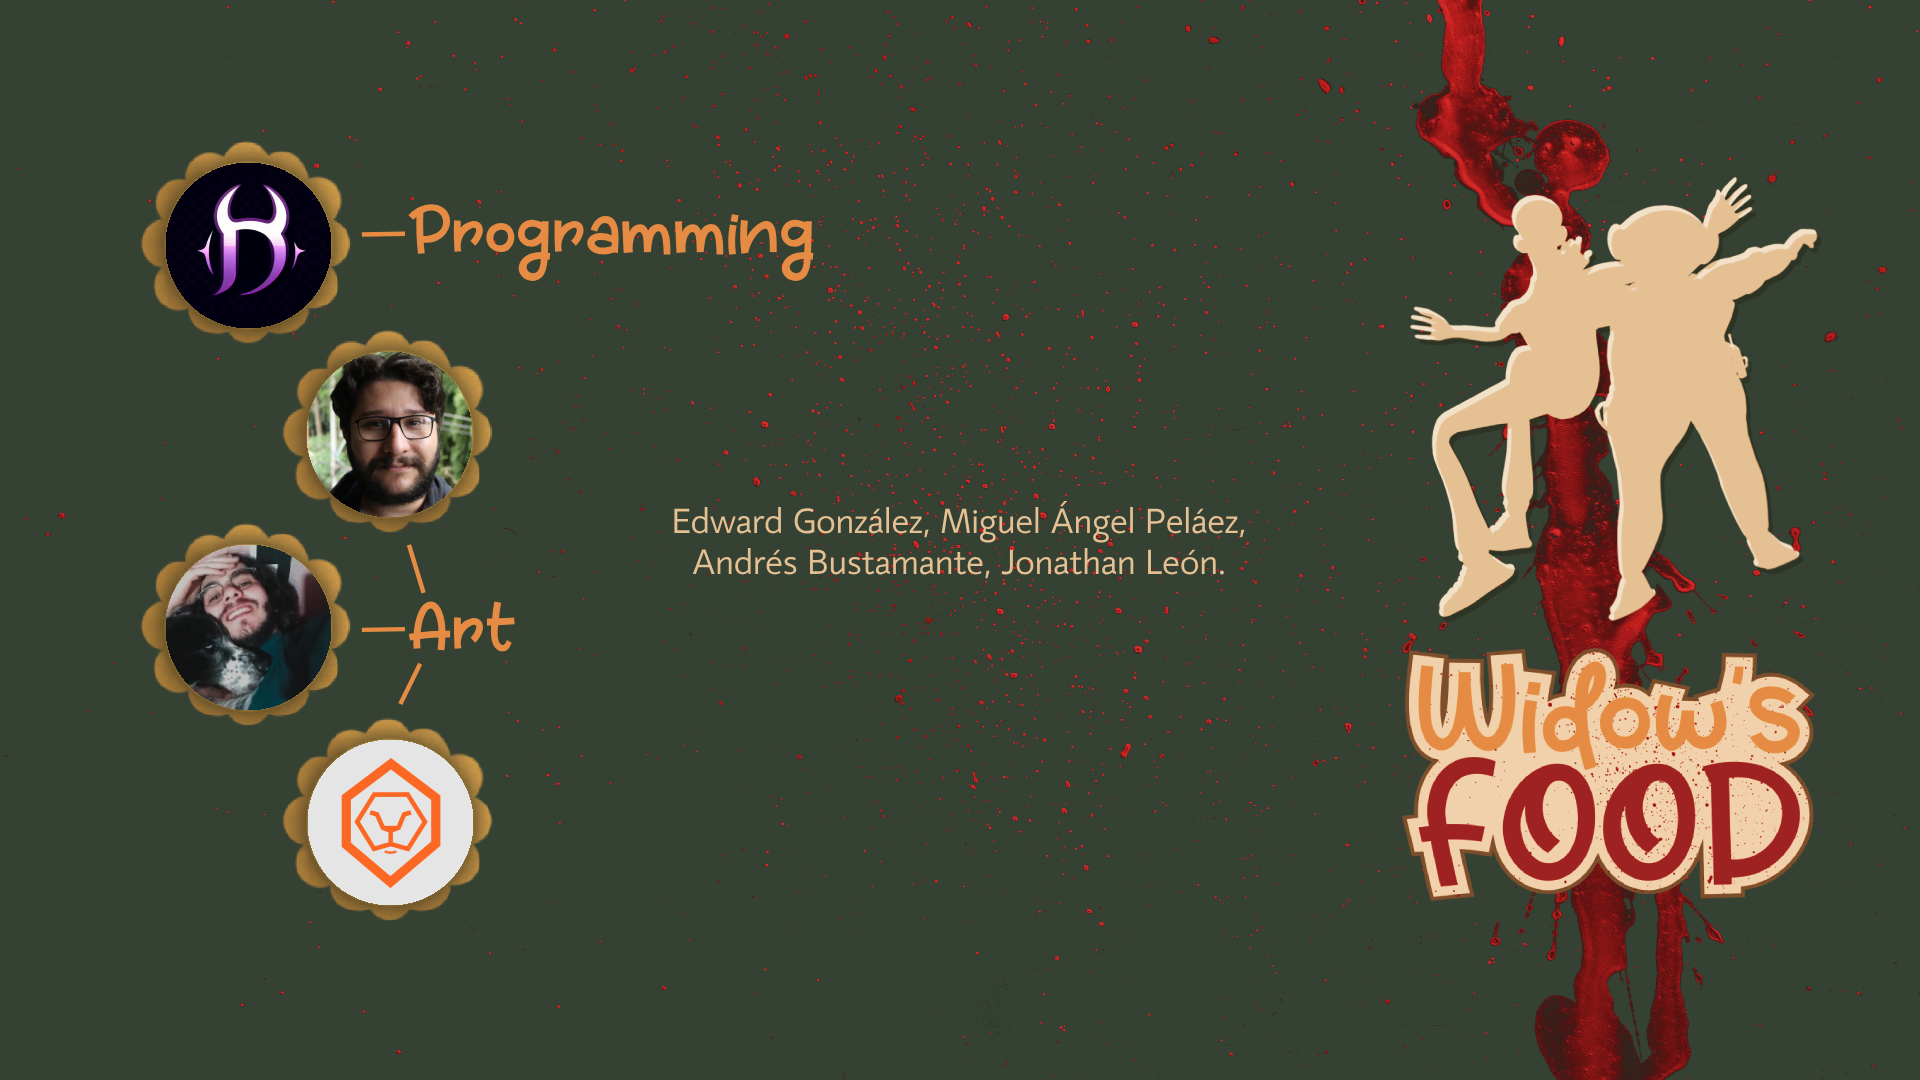 Programming
Edward González, Miguel Ángel Peláez,
Andrés Bustamante, Jonathan León.
Art
Widow's
FOOD